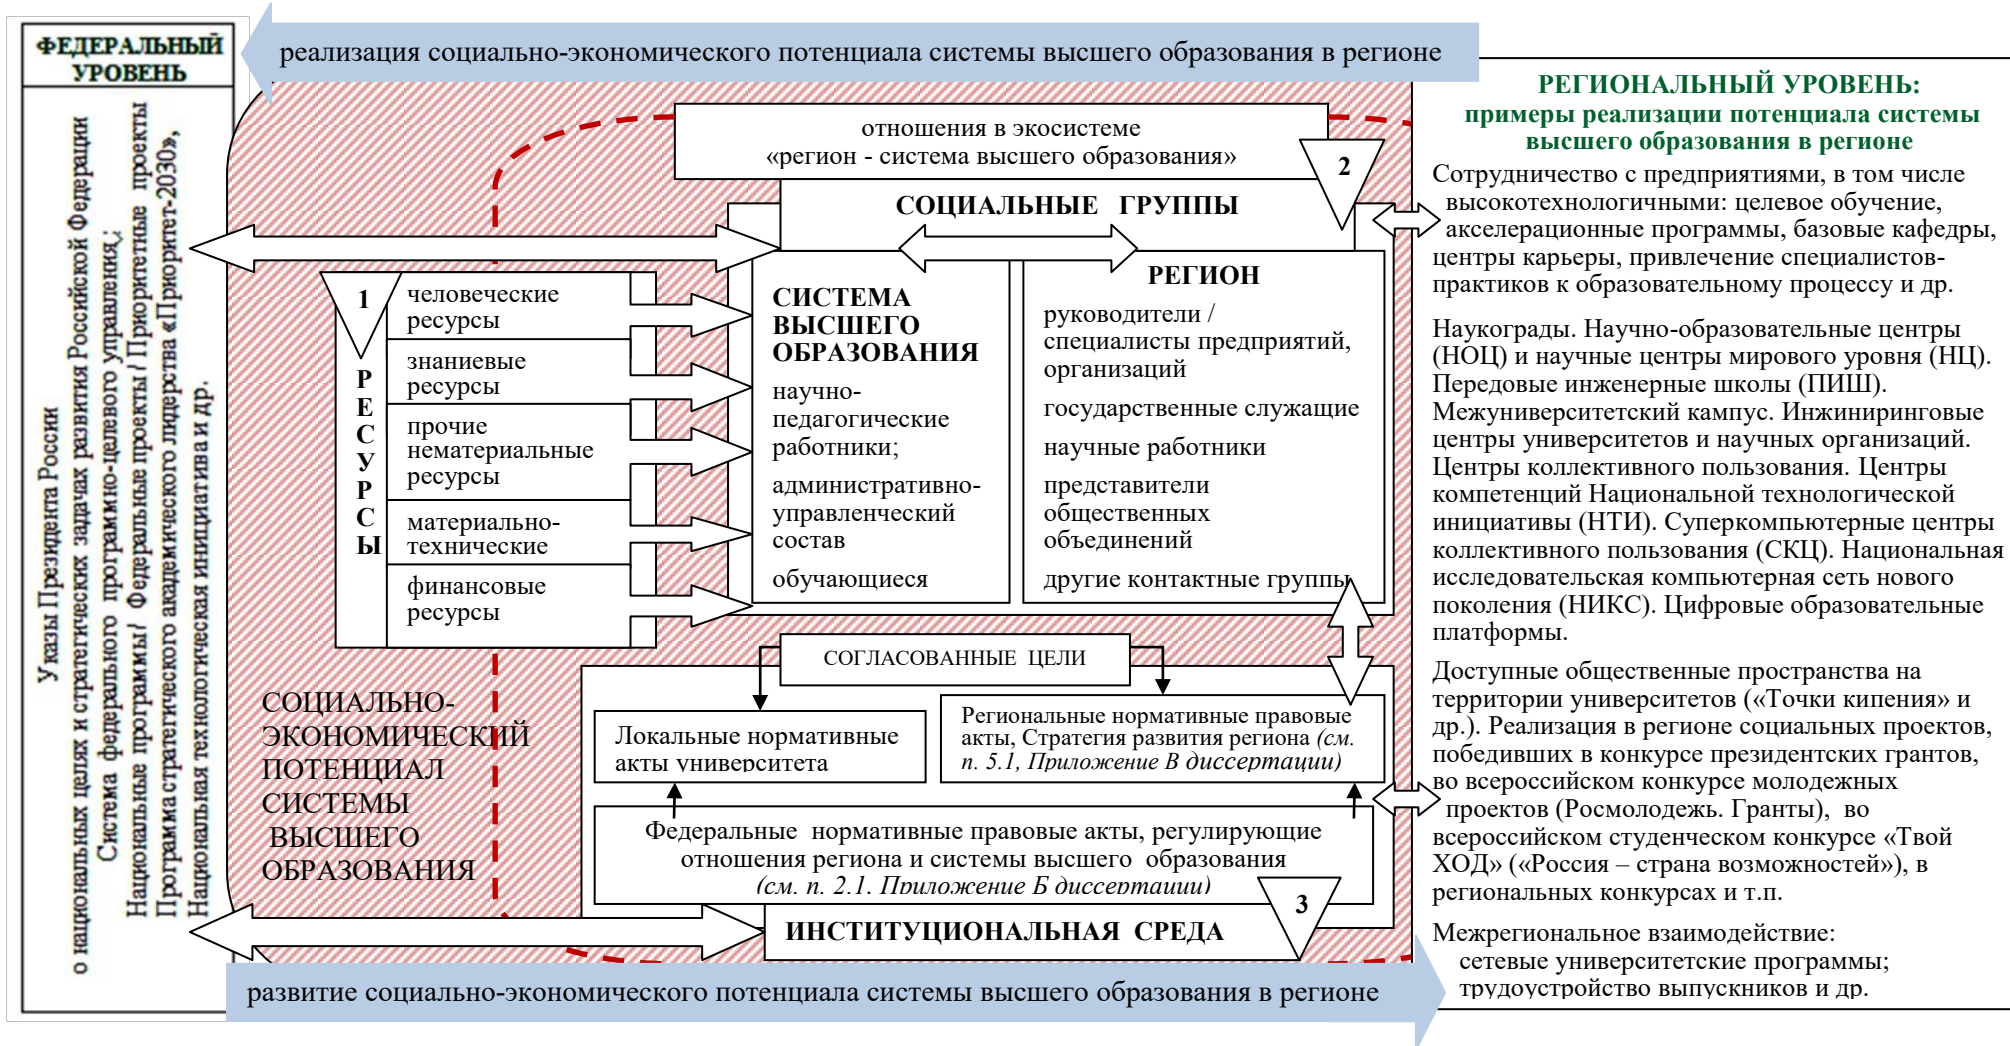 ФЕДЕРАЛЬНЫЙ
УРОВЕНЬ
Указы Президента России
о национальных целях и стратегических задачах развития Российской Федерации
Система федерального программно-целевого управления,:
Национальные программы/ Федеральные проекты / Приоритетные проекты
Программа стратегического академического лидерства «Приоритет-2030»,
Национальная технологическая инициатива и др.
реализация социально-экономического потенциала системы высшего образования в регионе
отношения в экосистеме
«регион - система высшего образования»
2
СОЦИАЛЬНЫЕ ГРУППЫ
1
РЕСУРСЫ
человеческие
ресурсы
знаниевые
ресурсы
прочие
нематериальные
ресурсы
материально-
технические
финансовые
ресурсы
СИСТЕМА
ВЫСШЕГО
ОБРАЗОВАНИЯ
научно-
педагогические
работники;
административно-
управленческий
состав
обучающиеся
РЕГИОН
руководители /
специалисты предприятий,
организаций
государственные служащие
научные работники
представители
общественных
объединений
другие контактные группы
СОГЛАСОВАННЫЕ ЦЕЛИ
СОЦИАЛЬНО-
ЭКОНОМИЧЕСКИЙ
ПОТЕНЦИАЛ
СИСТЕМЫ
ВЫСШЕГО
ОБРАЗОВАНИЯ
Локальные нормативные
акты университета
Региональные нормативные правовые
акты, Стратегия развития региона (см.
п. 5.1, Приложение В диссертации)
Федеральные нормативные правовые акты, регулирующие
отношения региона и системы высшего образования
(см. п. 2.1. Приложение Б диссертации)
3
ИНСТИТУЦИОНАЛЬНАЯ СРЕДА
развитие социально-экономического потенциала системы высшего образования в регионе
РЕГИОНАЛЬНЫЙ УРОВЕНЬ:
примеры реализации потенциала системы
высшего образования в регионе
Сотрудничество с предприятиями, в том числе
высокотехнологичными: целевое обучение,
акселерационные программы, базовые кафедры,
центры карьеры, привлечение специалистов-
практиков к образовательному процессу и др.
Наукограды. Научно-образовательные центры
(НОЦ) и научные центры мирового уровня (НЦ).
Передовые инженерные школы (ПИШ).
Межуниверситетский кампус. Инжиниринговые
центры университетов и научных организаций.
Центры коллективного пользования. Центры
компетенций Национальной технологической
инициативы (НТИ). Суперкомпьютерные центры
коллективного пользования (СКЦ). Национальная
исследовательская компьютерная сеть нового
поколения (НИКС). Цифровые образовательные
платформы.
Доступные общественные пространства на
территории университетов («Точки кипения» и
др.). Реализация в регионе социальных проектов,
победивших в конкурсе президентских грантов,
во всероссийском конкурсе молодежных
проектов (Росмолодежь. Гранты), во
всероссийском студенческом конкурсе «Твой
ХОД» («Россия – страна возможностей»), в
региональных конкурсах и т.п.
Межрегиональное взаимодействие:
сетевые университетские программы;
трудоустройство выпускников и др.